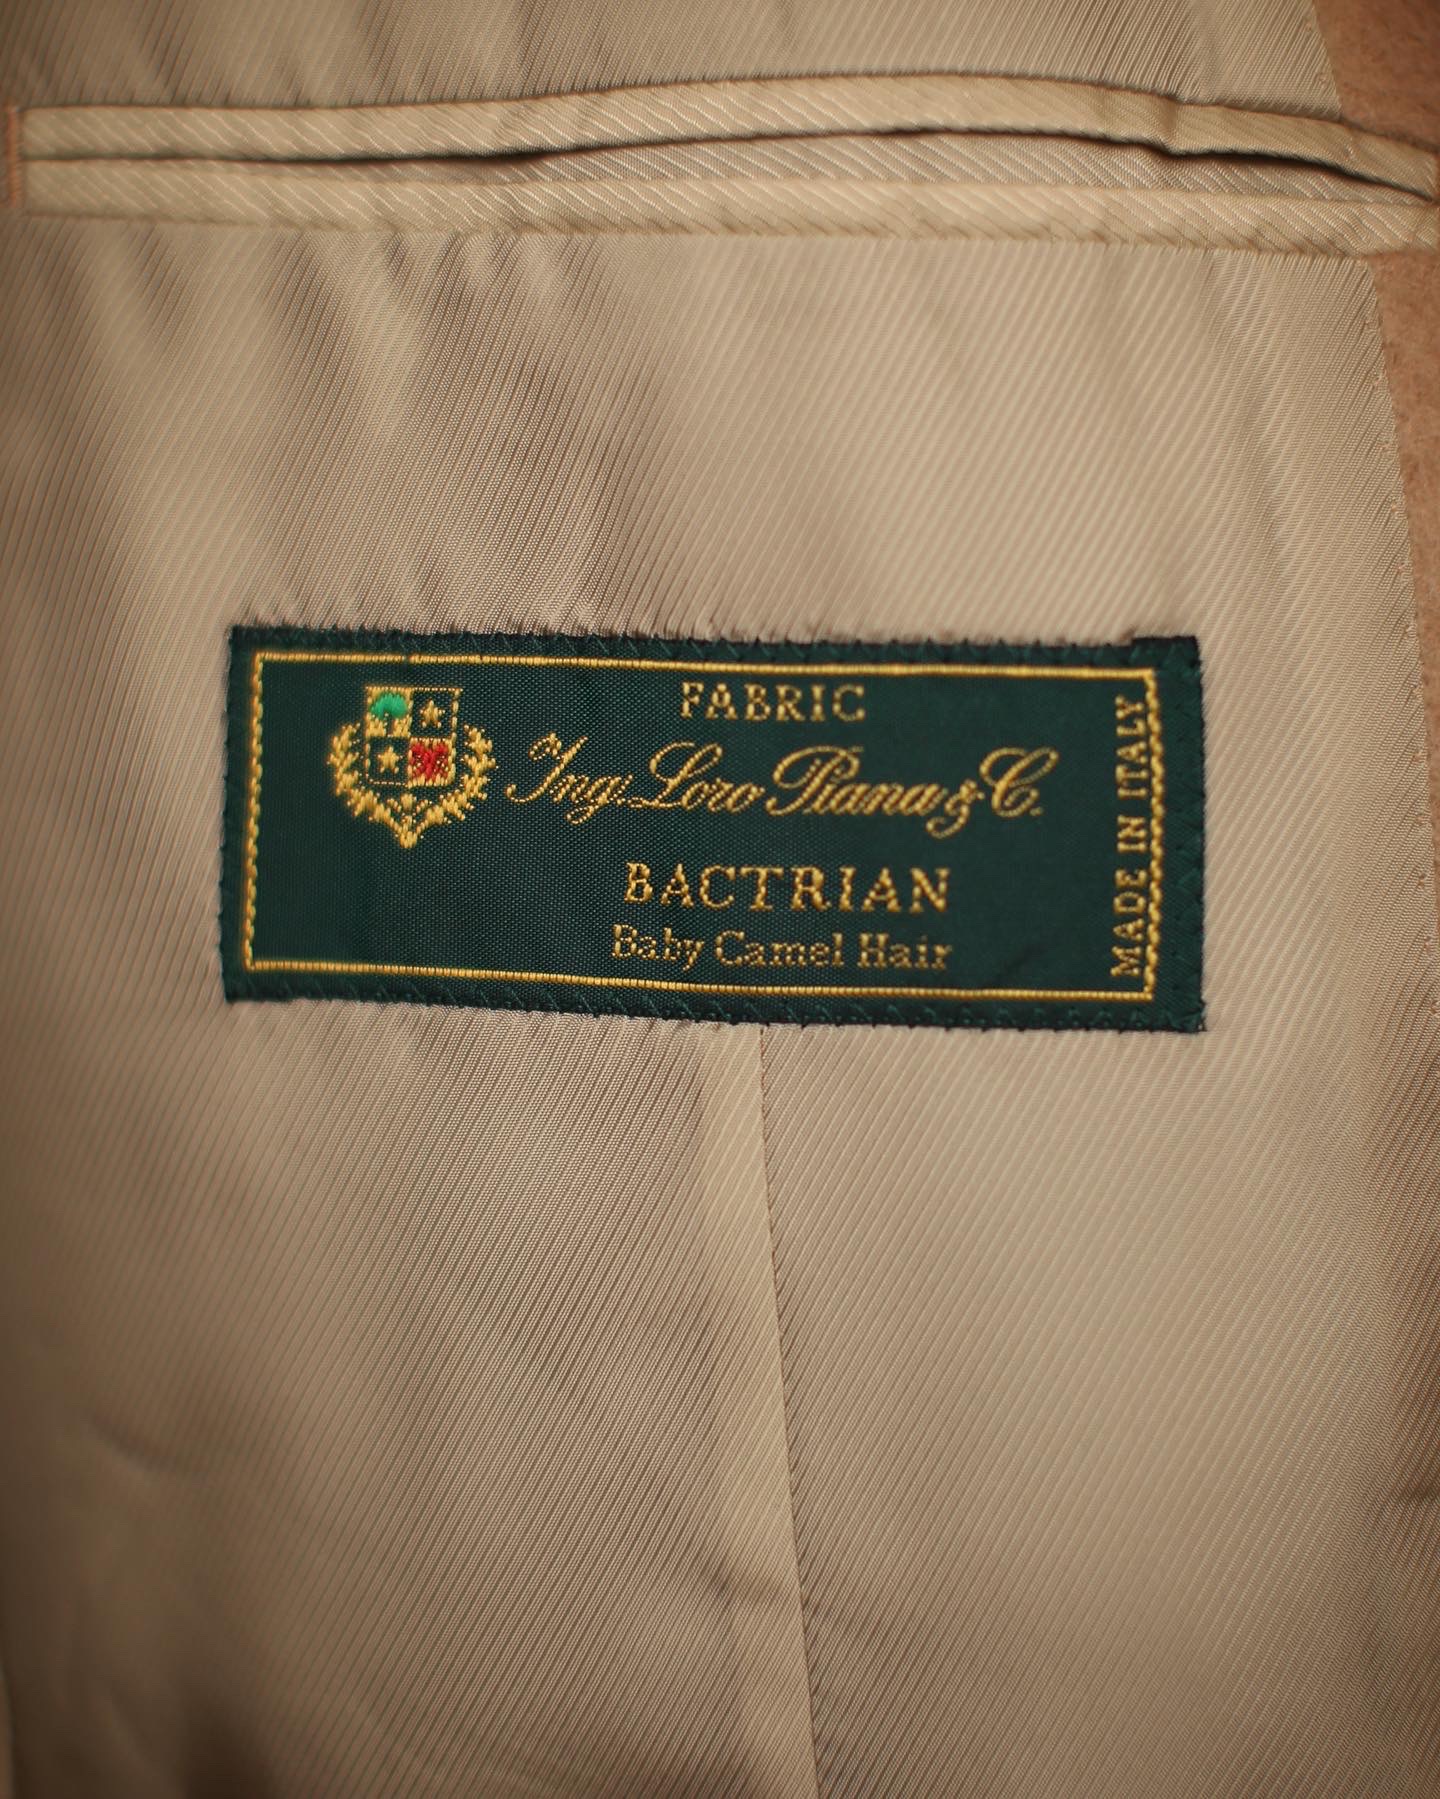 FABRIC
Ing. Loro Piana & C.
BACTRIAN
Baby Camel Hair
MADE IN ITALY